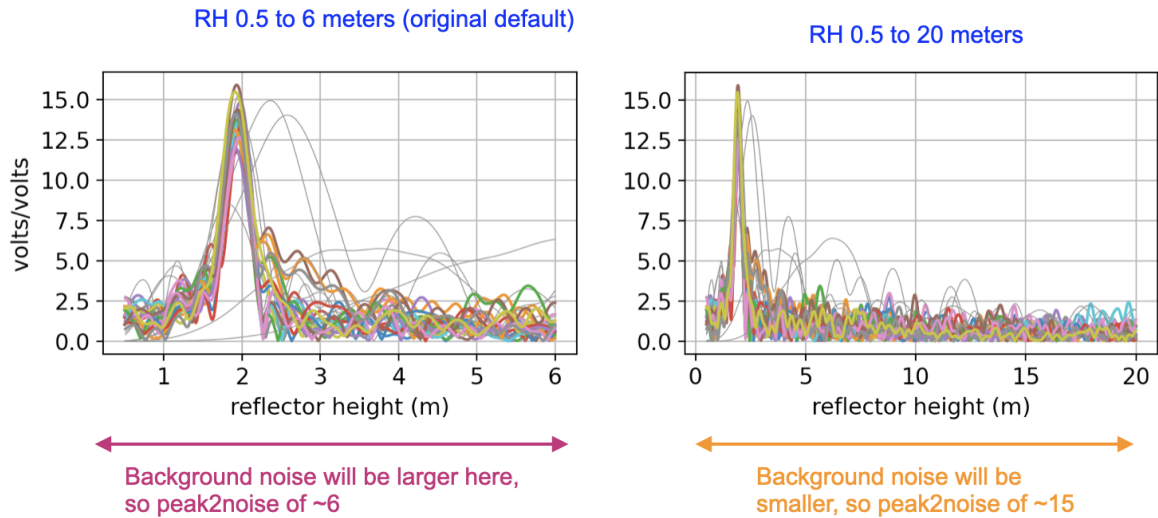 RH 0.5 to 6 meters (original default)
RH 0.5 to 20 meters
volts/volts
15.0
12.5
10.0
7.5
5.0
2.5
0.0
1 2 3 4 5 6
reflector height (m)
15.0
12.5
10.0
7.5
5.0
2.5
0.0
0 5 10 15 20
reflector height (m)
Background noise will be larger here,
so peak2noise of ~6
Background noise will be
smaller, so peak2noise of ~15